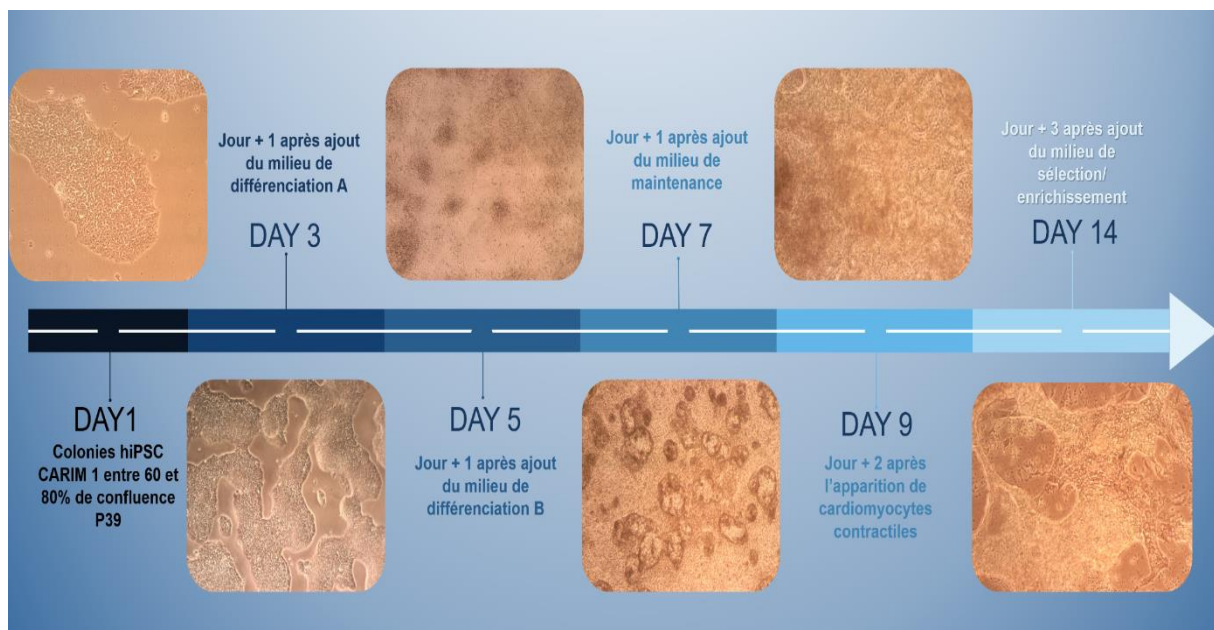 Jour + 1 après ajout
du milieu de
différenciation A
DAY 3
Jour + 1 après ajout
du milieu de
maintenance
DAY 7
Jour + 3 après ajout
du milieu de
sélection/
enrichissement
DAY 14
DAY1
Colonies hiPSC
CARIM 1 entre 60 et
80% de confluence
P39
DAY 5
Jour + 1 après ajout
du milieu de
différenciation B
DAY 9
Jour + 2 après
l'apparition de
cardiomyocytes
contractiles